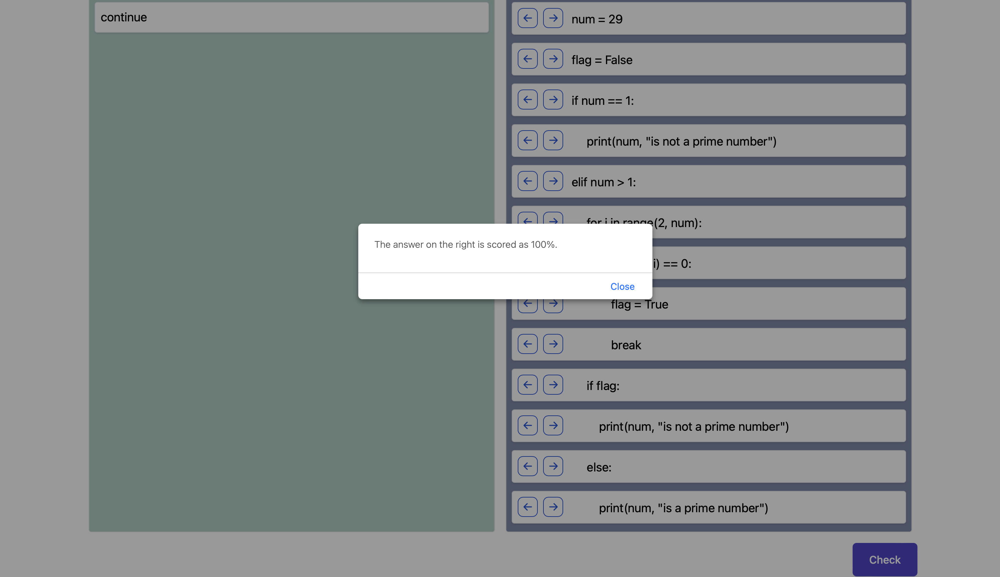 continue
num = 29
flag = False
if num == 1:
print(num, "is not a prime number")
elif num > 1:
for i in range(2, num):
i) == 0:
The answer on the right is scored as 100%.
Close
flag = True
break
if flag:
print(num, "is not a prime number")
else:
print(num, "is a prime number")
Check